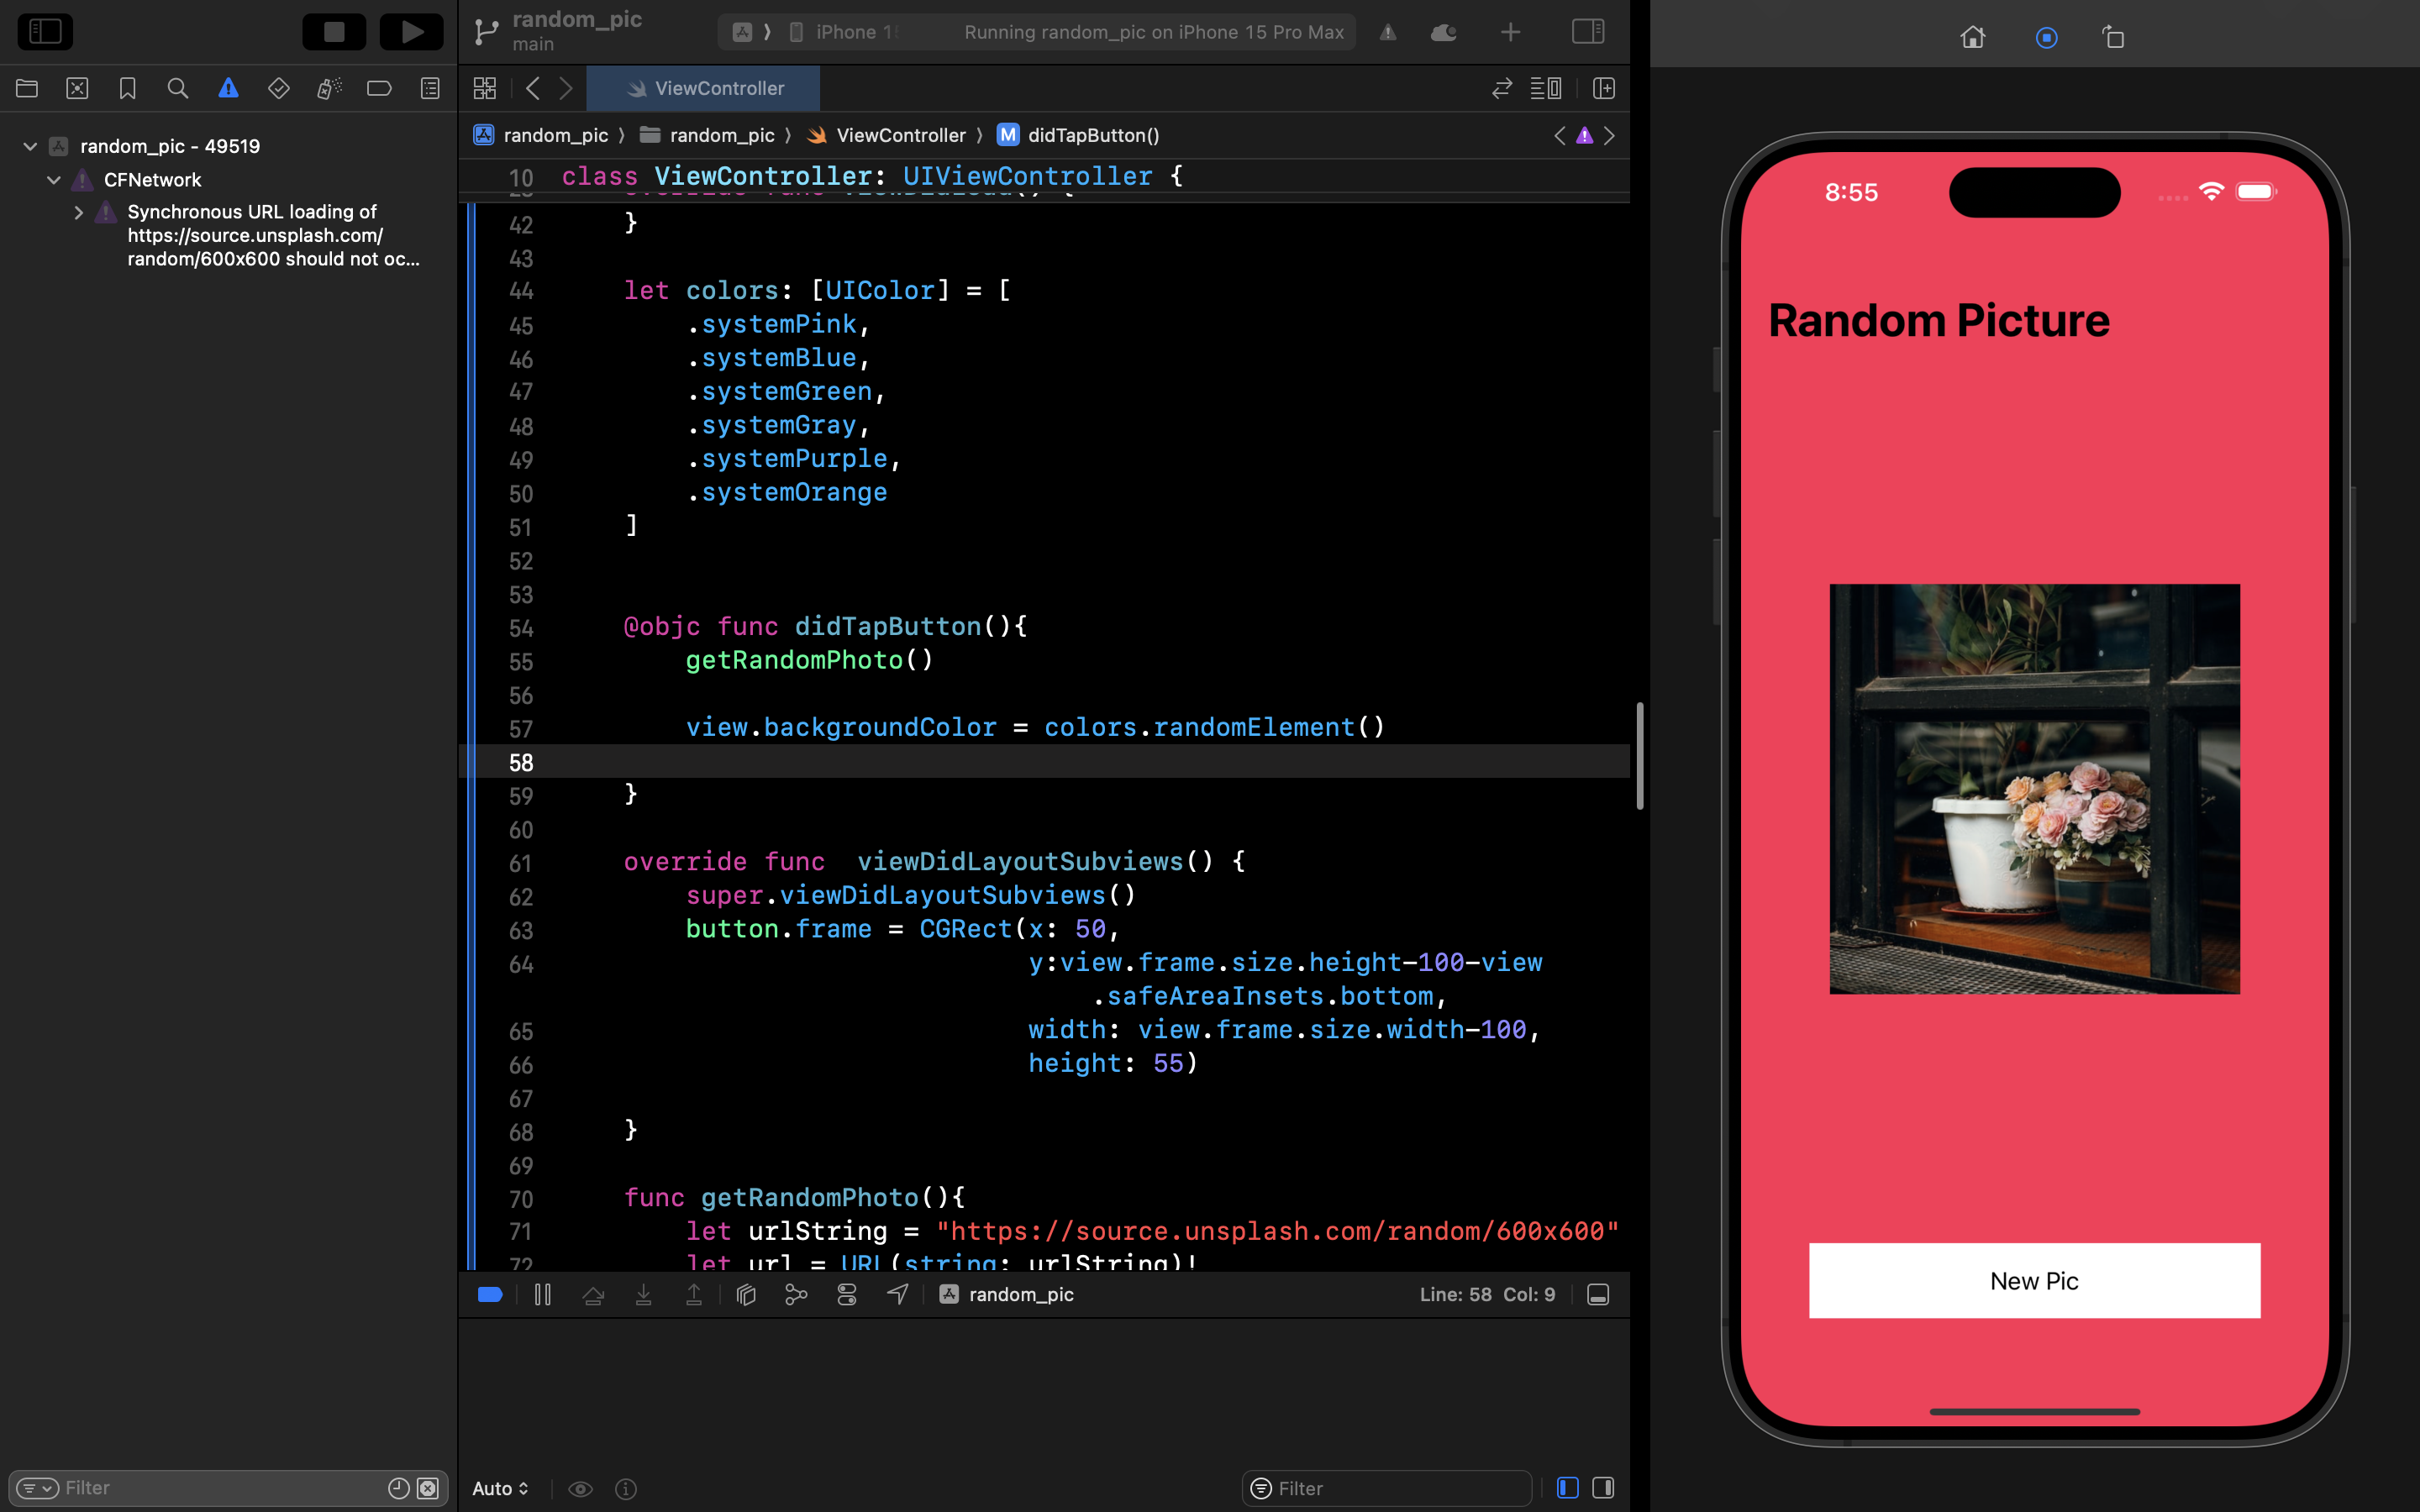 random_pic
main
iPhone 15
Running random_pic on iPhone 15 Pro Max
ViewController
random_pic - 49519
CFNetwork
Synchronous URL loading of
https://source.unsplash.com/
random/600x600 should not oc...
random_pic
random_pic
ViewController
M didTapButton()
10 class ViewController: UIViewController {
42 }
43
44 let colors: [UIColor] = [
45 .systemPink,
46 .systemBlue,
47 .systemGreen,
48 .systemGray,
49 .systemPurple,
50 .systemOrange
51 ]
52
53
54 @objc func didTapButton(){
55 getRandomPhoto()
56
57 view.backgroundColor = colors.randomElement()
58
59 }
60
61 override func  viewDidLayoutSubviews() {
62 super.viewDidLayoutSubviews()
63 button.frame = CGRect(x: 50,
64 y:view.frame.size.height-100-view
.safeAreaInsets.bottom,
65 width: view.frame.size.width-100,
66 height: 55)
67
68 }
69
70 func getRandomPhoto(){
71 let urlString = "https://source.unsplash.com/random/600x600"
72 let url = URL(string: urlString)!
random_pic
Line: 58 Col: 9
Filter
Auto
Filter
8:55
Random Picture
New Pic